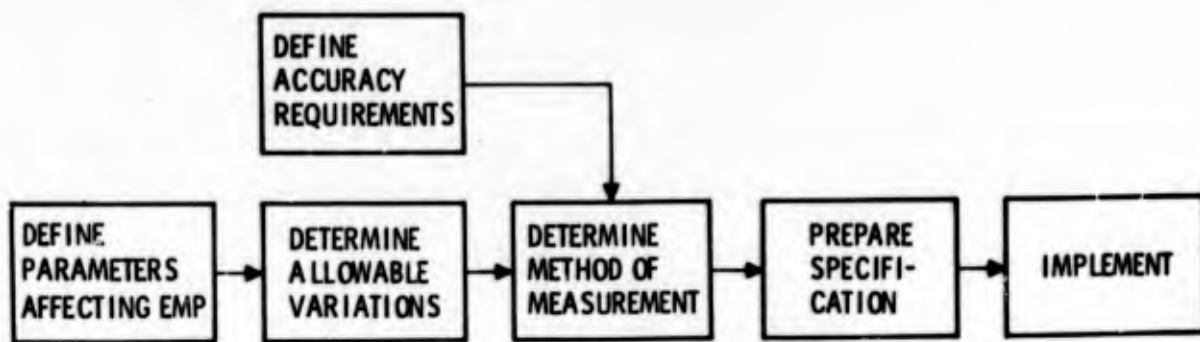 DEFINE
ACCURACY
REQUIREMENTS
DEFINE
PARAMETERS
AFFECTING EMP
DETERMINE
ALLOWABLE
VARIATIONS
DETERMINE
METHOD OF
MEASUREMENT
PREPARE
SPECIFI-
CATION
IMPLEMENT